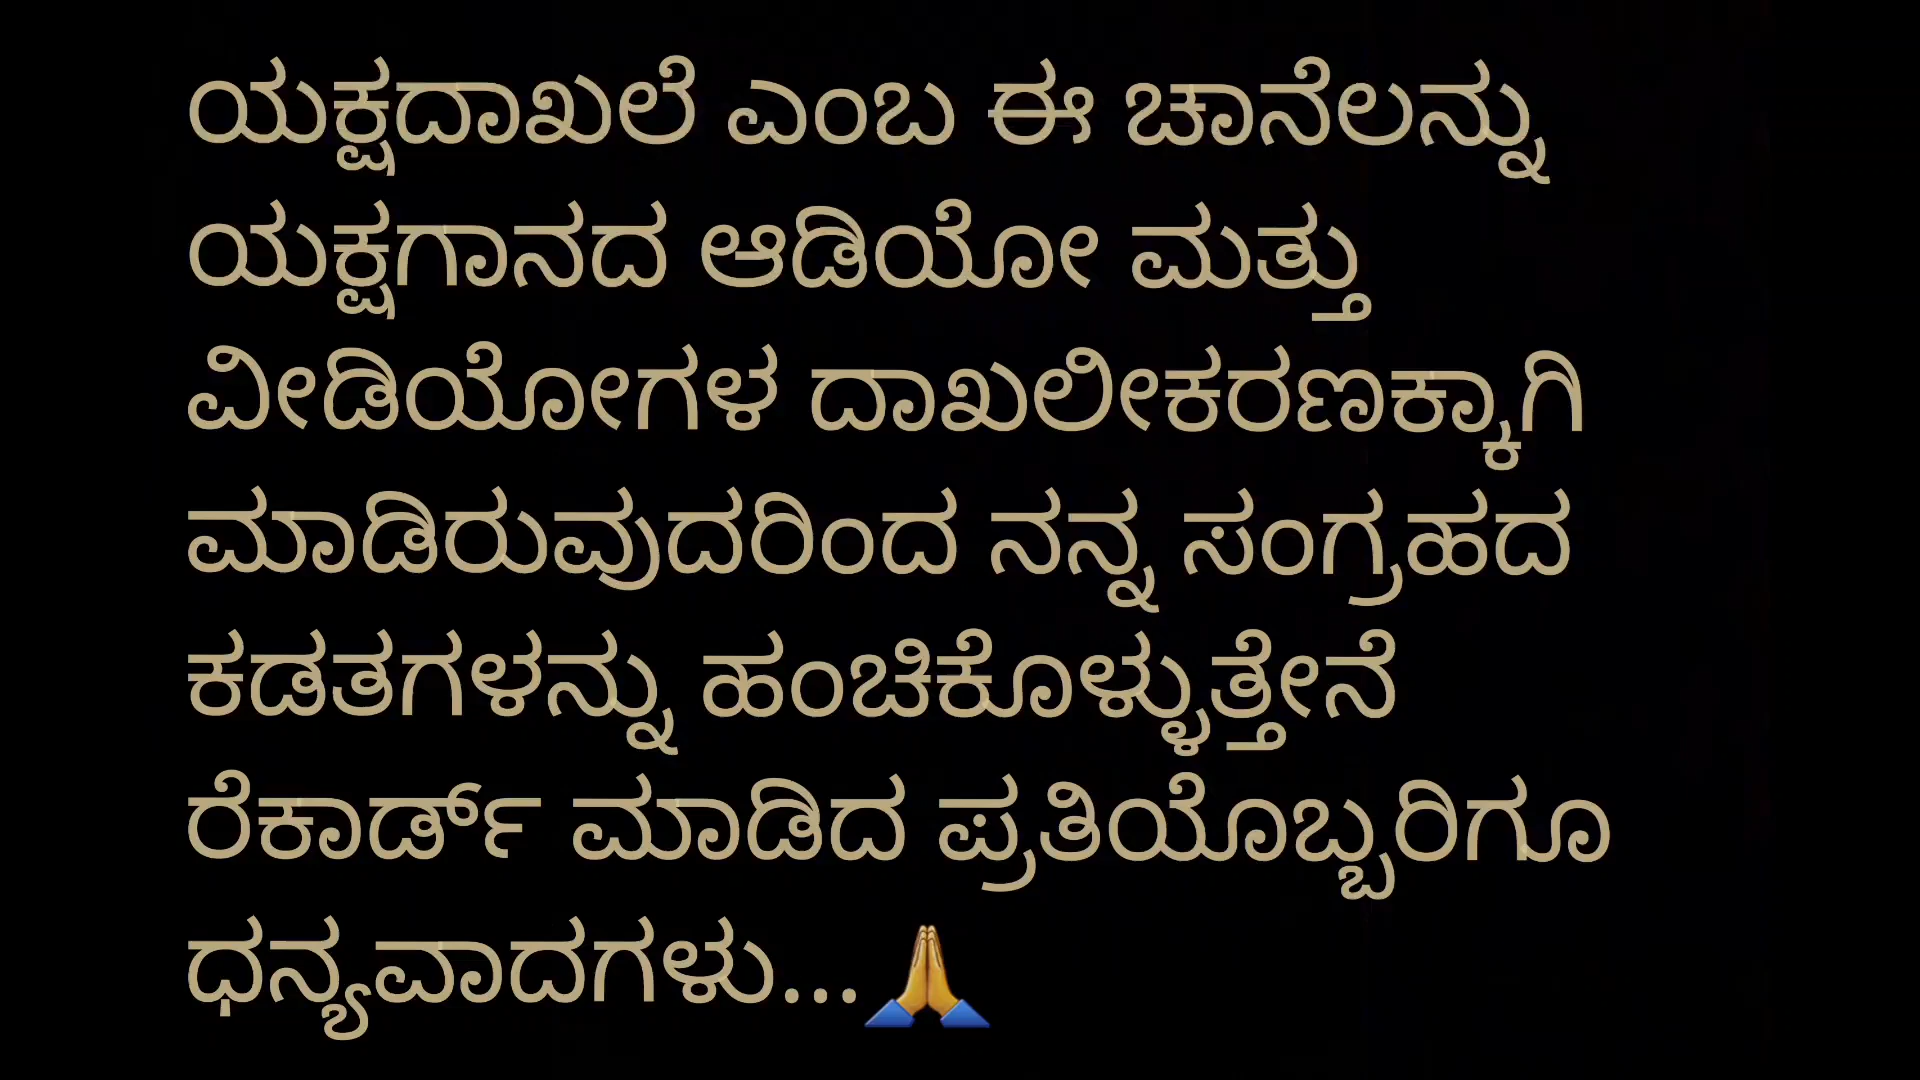 ಯಕ್ಷದಾಖಲೆ ಎಂಬ ಈ ಚಾನೆಲನ್ನು
ಯಕ್ಷಗಾನದ ಆಡಿಯೋ ಮತ್ತು
ವೀಡಿಯೋಗಳ ದಾಖಲೀಕರಣಕ್ಕಾಗಿ
ಮಾಡಿರುವುದರಿಂದ ನನ್ನ ಸಂಗ್ರಹದ
ಕಡತಗಳನ್ನು ಹಂಚಿಕೊಳ್ಳುತ್ತೇನೆ
ರೆಕಾರ್ಡ್ ಮಾಡಿದ ಪ್ರತಿಯೊಬ್ಬರಿಗೂ
ಧನ್ಯವಾದಗಳು...🙏